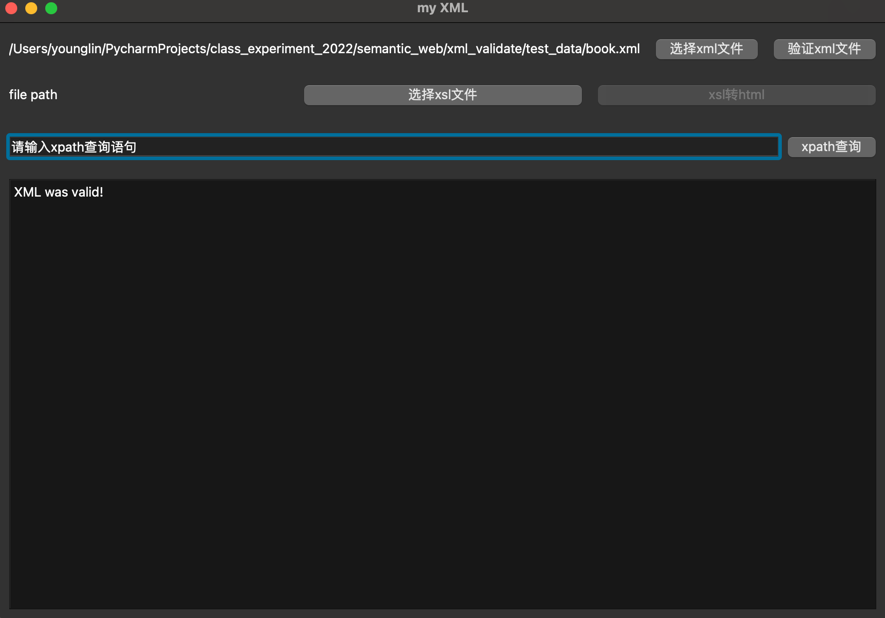 my XML
/Users/younglin/PycharmProjects/class_experiment_2022/semantic_web/xml_validate/test_data/book.xml 选择xml文件 验证xml文件
file path 选择xsl文件 xsl转html
请输入xpath查询语句 xpath查询
XML was valid!